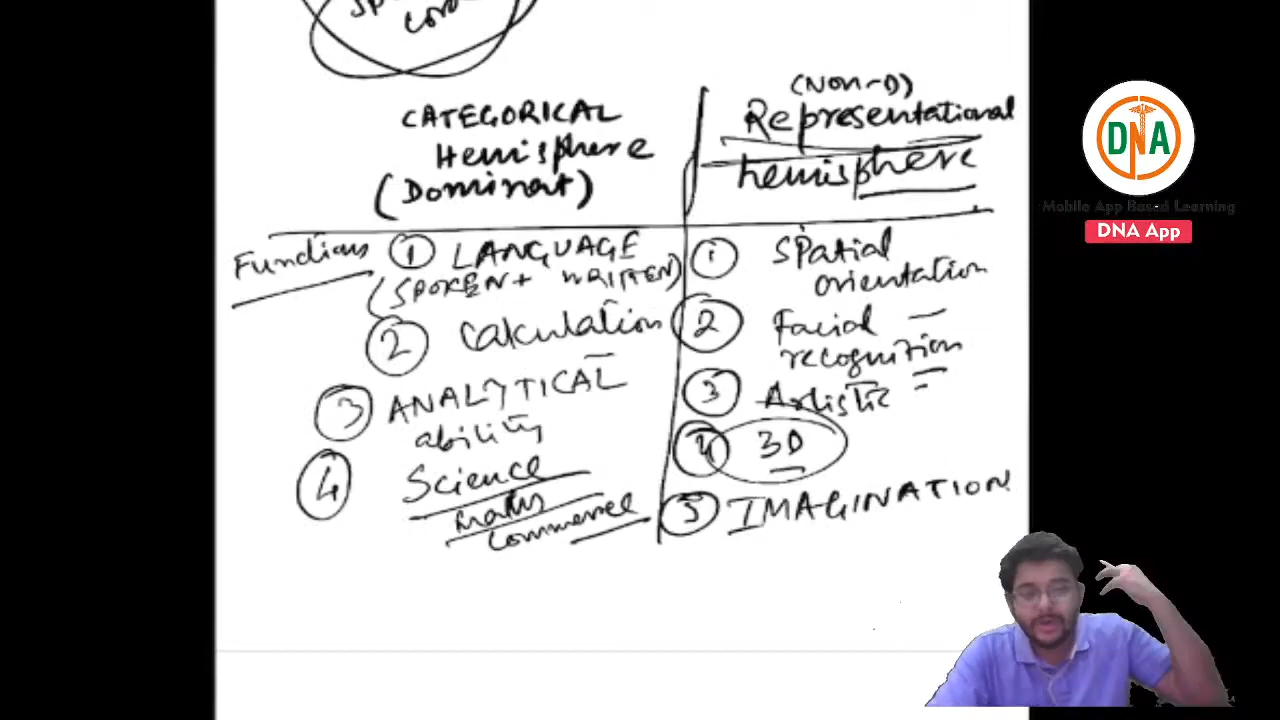 CATEGORICAL
Hemisphere
(Dominat)
(Non-D)
Representational
hemisphere
Functions
1 LANGUAGE
(SPOKEN + WRITTEN)
2 Calculation
3 ANALYTICAL
ability
4 Science
Maths
Commerce
1 Spatial
orientation
2 Facial
recognition
3 Artistic
4 3D
5 IMAGINATION
DNA
Mobile App Based Learning
DNA App